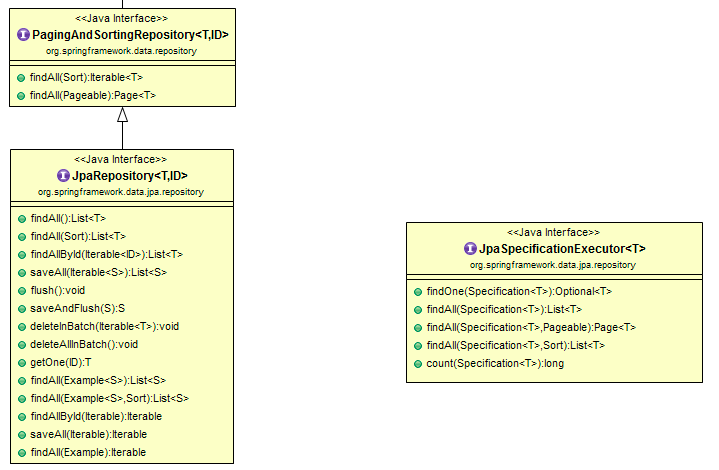 <<Java Interface>>
PagingAndSortingRepository<T,ID>
org.springframework.data.repository
findAll(Sort):Iterable<T>
findAll(Pageable):Page<T>
<<Java Interface>>
JpaRepository<T,ID>
org.springframework.data.jpa.repository
findAll():List<T>
findAll(Sort):List<T>
findAllById(Iterable<ID>):List<T>
saveAll(Iterable<S>):List<S>
flush():void
saveAndFlush(S):S
deleteInBatch(Iterable<T>):void
deleteAllInBatch():void
getOne(ID):T
findAll(Example<S>):List<S>
findAll(Example<S>,Sort):List<S>
findAllById(Iterable):Iterable
saveAll(Iterable):Iterable
findAll(Example):Iterable
<<Java Interface>>
JpaSpecificationExecutor<T>
org.springframework.data.jpa.repository
findOne(Specification<T>):Optional<T>
findAll(Specification<T>):List<T>
findAll(Specification<T>,Pageable):Page<T>
findAll(Specification<T>,Sort):List<T>
count(Specification<T>):long